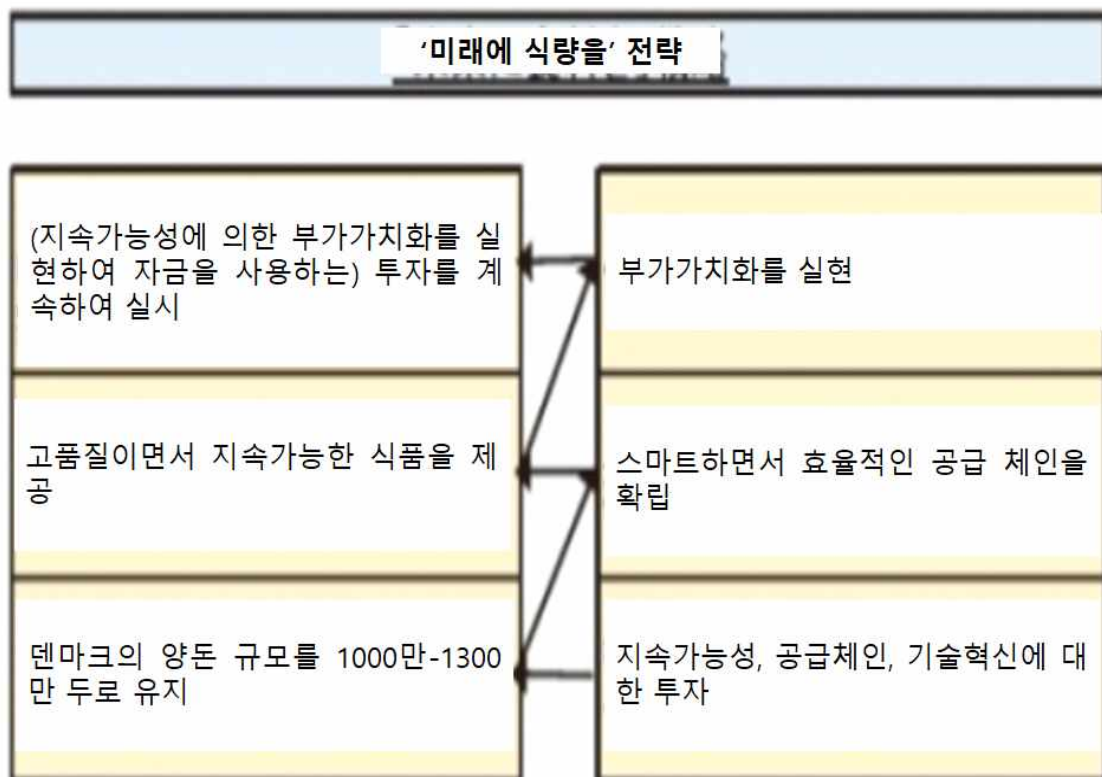 ‘미래에 식량을’ 전략
(지속가능성에 의한 부가가치화를 실
현하여 자금을 사용하는) 투자를 계
속하여 실시
부가가치화를 실현
고품질이면서 지속가능한 식품을 제
공
스마트하면서 효율적인 공급 체인을
확립
덴마크의 양돈 규모를 1000만-1300
만 두로 유지
지속가능성, 공급체인, 기술혁신에 대
한 투자